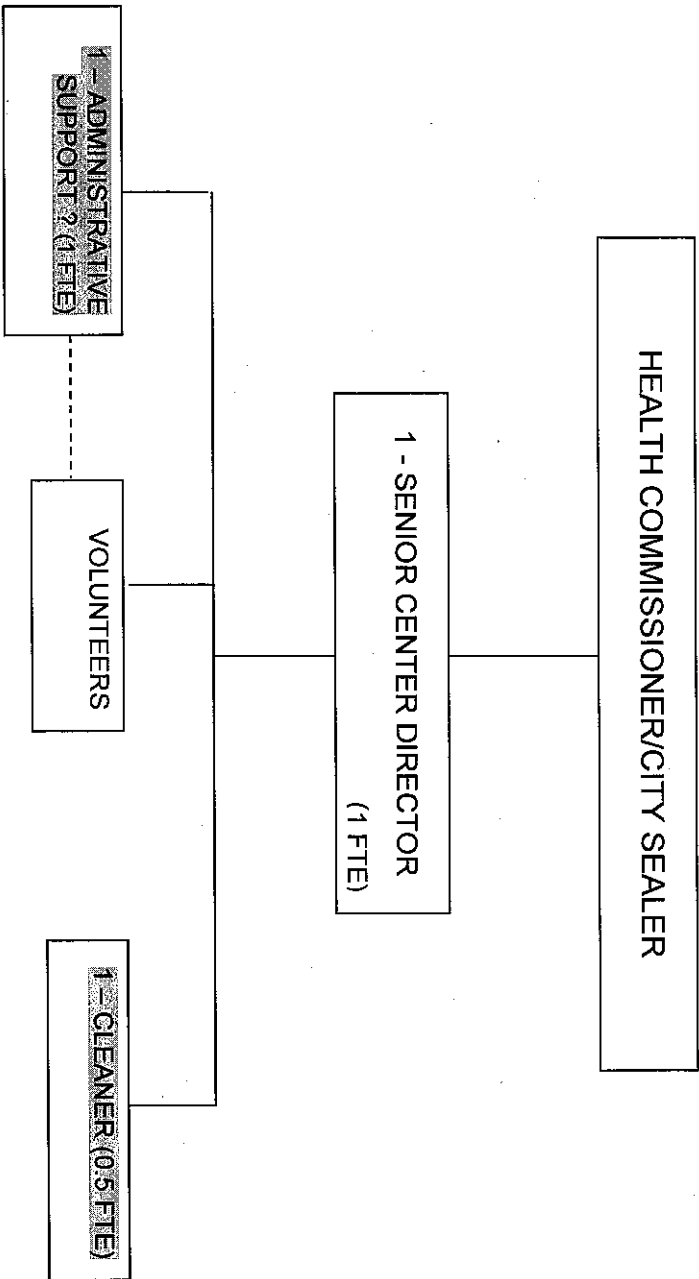 HEALTH COMMISSIONER/CITY SEALER
1 - SENIOR CENTER DIRECTOR
(1 FTE)
1 – ADMINISTRATIVE
SUPPORT ? (1 FTE)
VOLUNTEERS
1 – CLEANER (0.5 FTE)